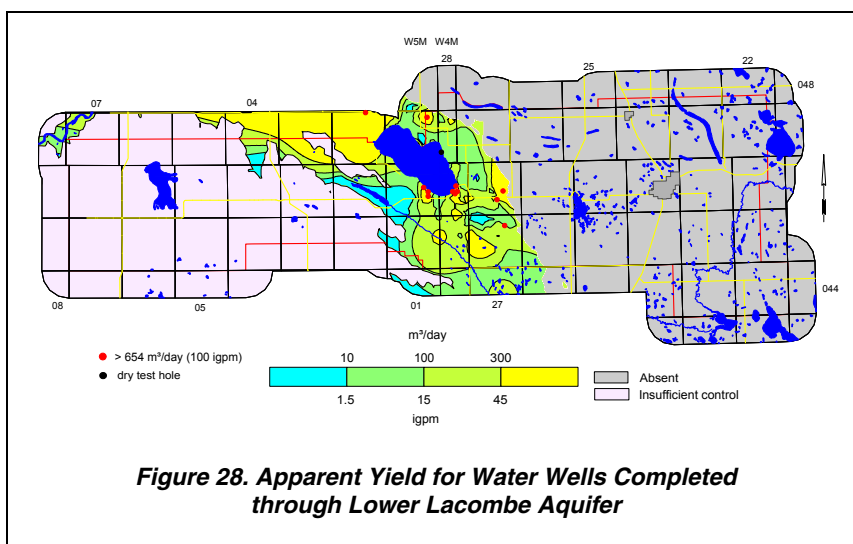 W5M W4M
28
25
22
048
07
04
08
05
01
27
044
m³/day
> 654 m³/day (100 igpm)
dry test hole
10 100 300
1.5 15 45
igpm
Absent
Insufficient control
Figure 28. Apparent Yield for Water Wells Completed
through Lower Lacombe Aquifer